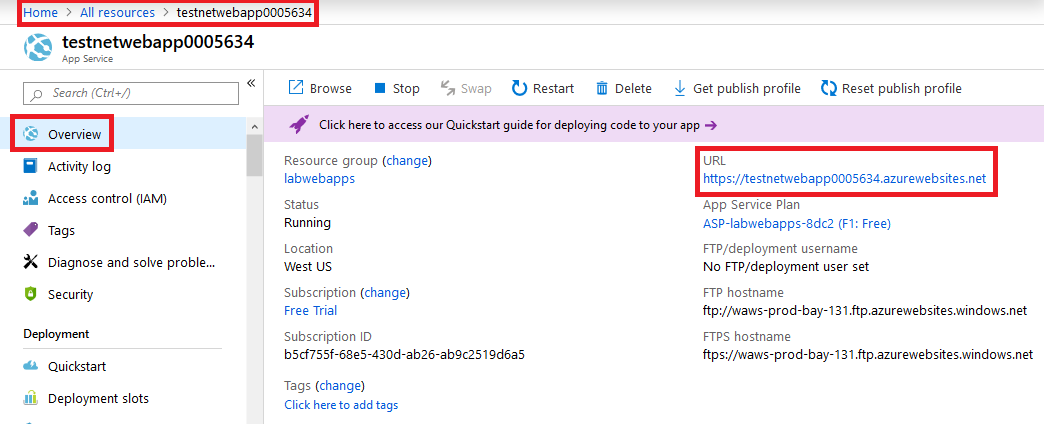 Home > All resources > testnetwebapp0005634
testnetwebapp0005634
App Service
Search (Ctrl+/)
«
Overview
Activity log
Access control (IAM)
Tags
Diagnose and solve proble...
Security
Deployment
Quickstart
Deployment slots
Browse Stop Swap Restart Delete Get publish profile Reset publish profile
Click here to access our Quickstart guide for deploying code to your app →
Resource group (change)
labwebapps
Status
Running
Location
West US
Subscription (change)
Free Trial
Subscription ID
b5cf755f-68e5-430d-ab26-ab9c2519d6a5
Tags (change)
Click here to add tags
URL
https://testnetwebapp0005634.azurewebsites.net
App Service Plan
ASP-labwebapps-8dc2 (F1: Free)
FTP/deployment username
No FTP/deployment user set
FTP hostname
ftp://waws-prod-bay-131.ftp.azurewebsites.windows.net
FTPS hostname
ftps://waws-prod-bay-131.ftp.azurewebsites.windows.net